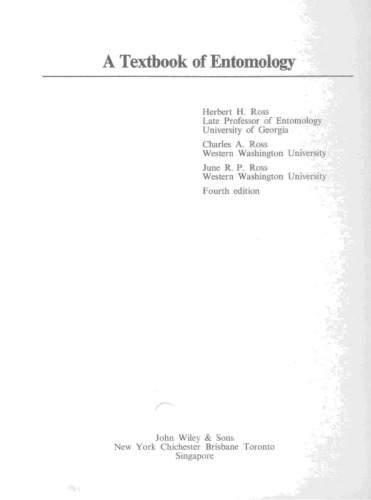 A Textbook of Entomology
Herbert H. Ross
Late Professor of Entomology
University of Georgia
Charles A. Ross
Western Washington University
June R. P. Ross
Western Washington University
Fourth edition
John Wiley & Sons
New York Chichester Brisbane Toronto
Singapore